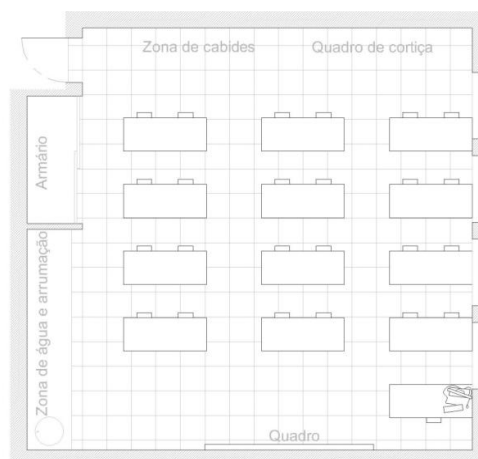 Zona de cabides
Quadro de cortiça
Armário
Zona de água e arrumação
Quadro